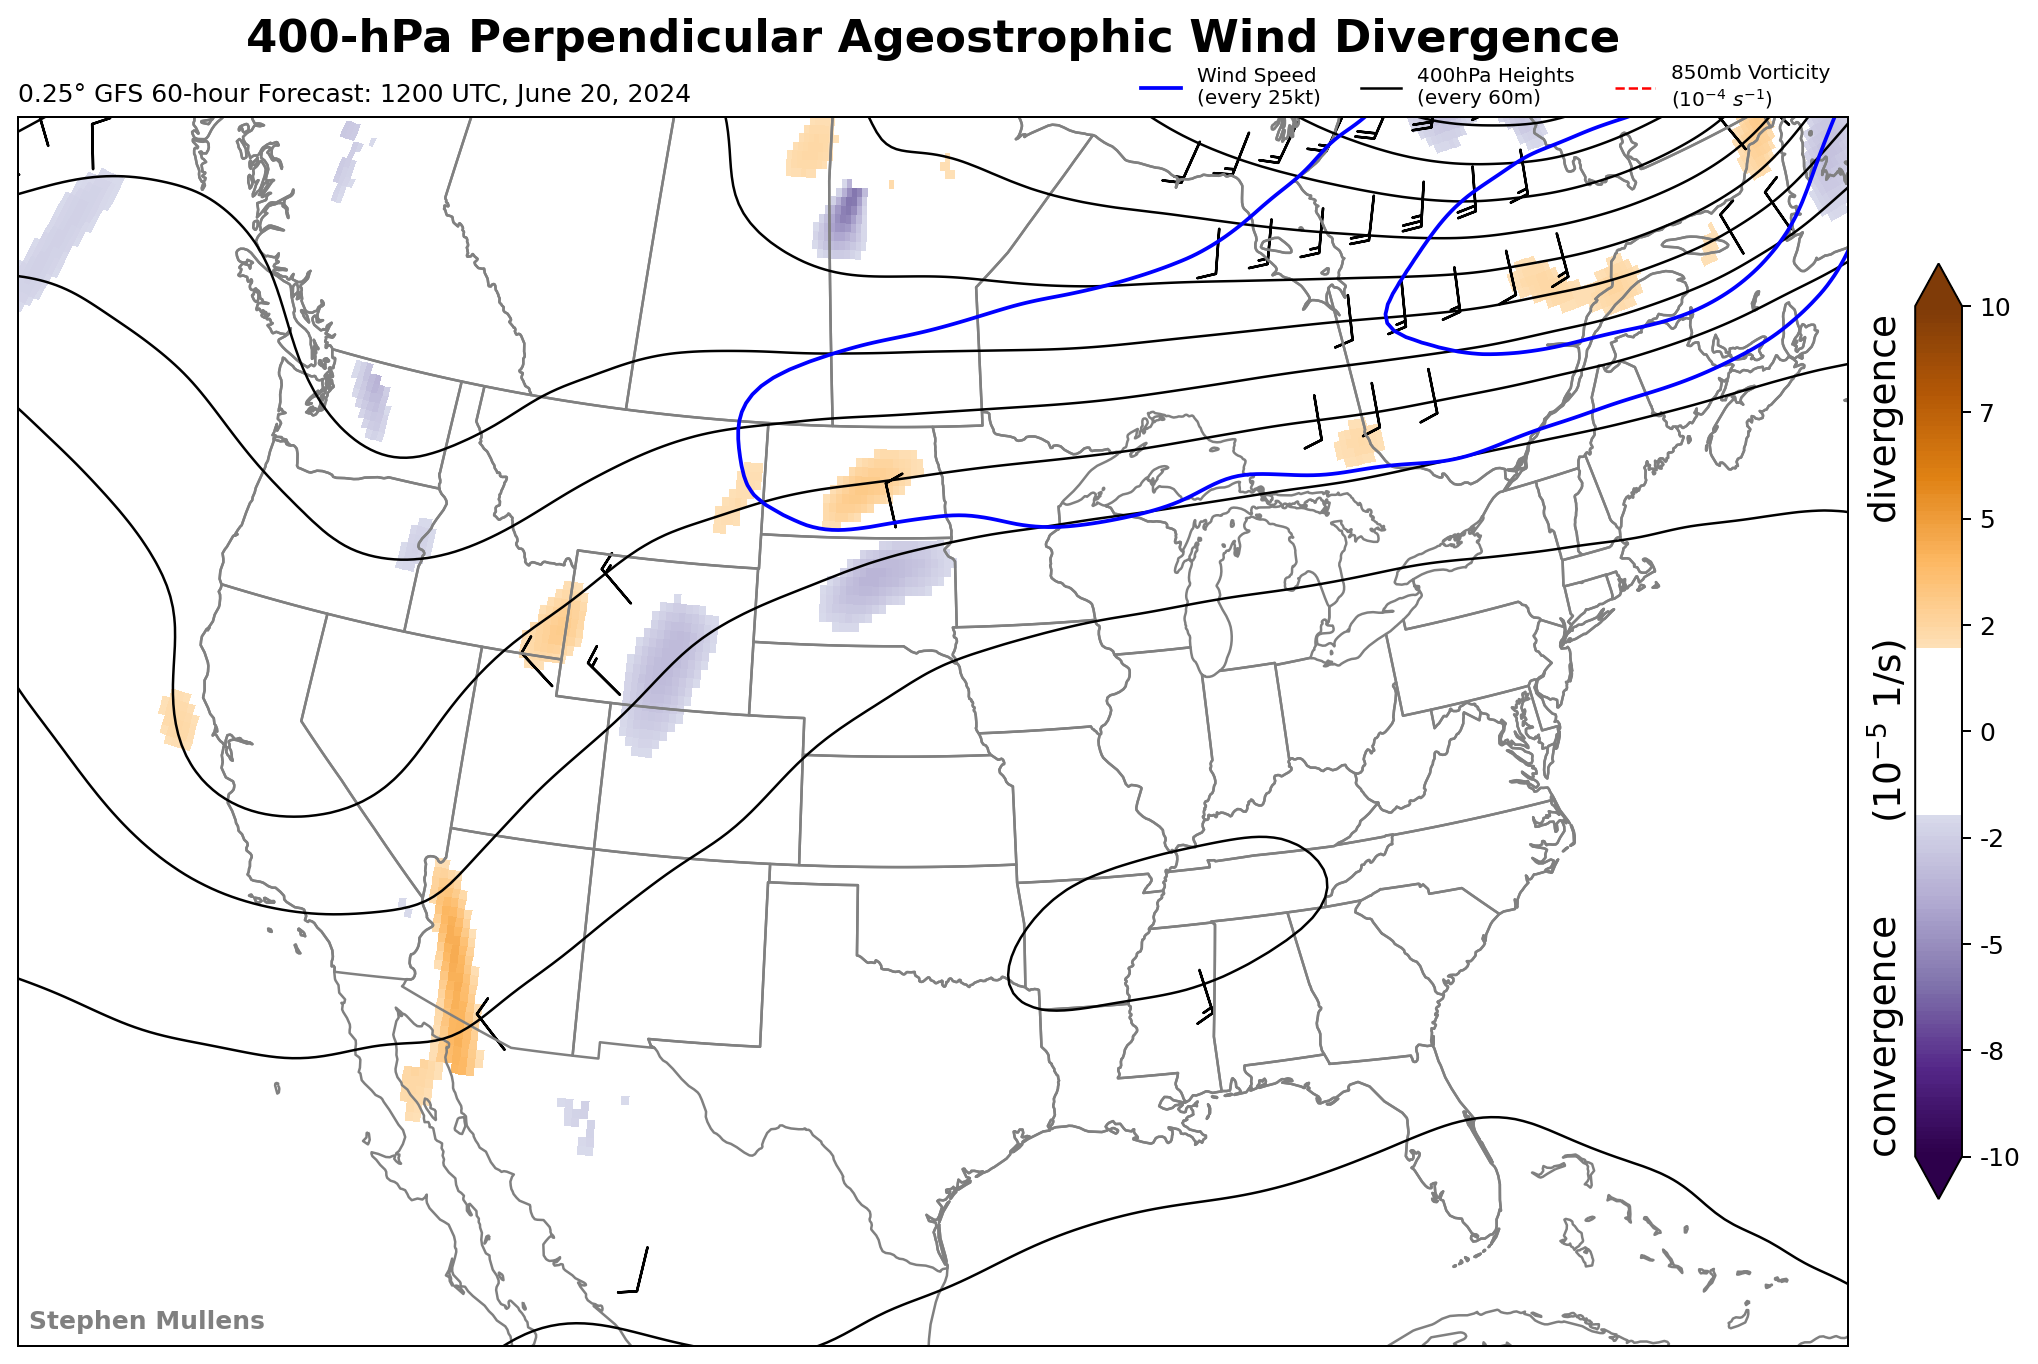 400-hPa Perpendicular Ageostrophic Wind Divergence
0.25° GFS 60-hour Forecast: 1200 UTC, June 20, 2024
Wind Speed
(every 25kt)
400hPa Heights
(every 60m)
850mb Vorticity
(10⁻⁴ s⁻¹)
10
7
5
2
0
-2
-5
-8
-10
convergence (10⁻⁵ 1/s) divergence
Stephen Mullens